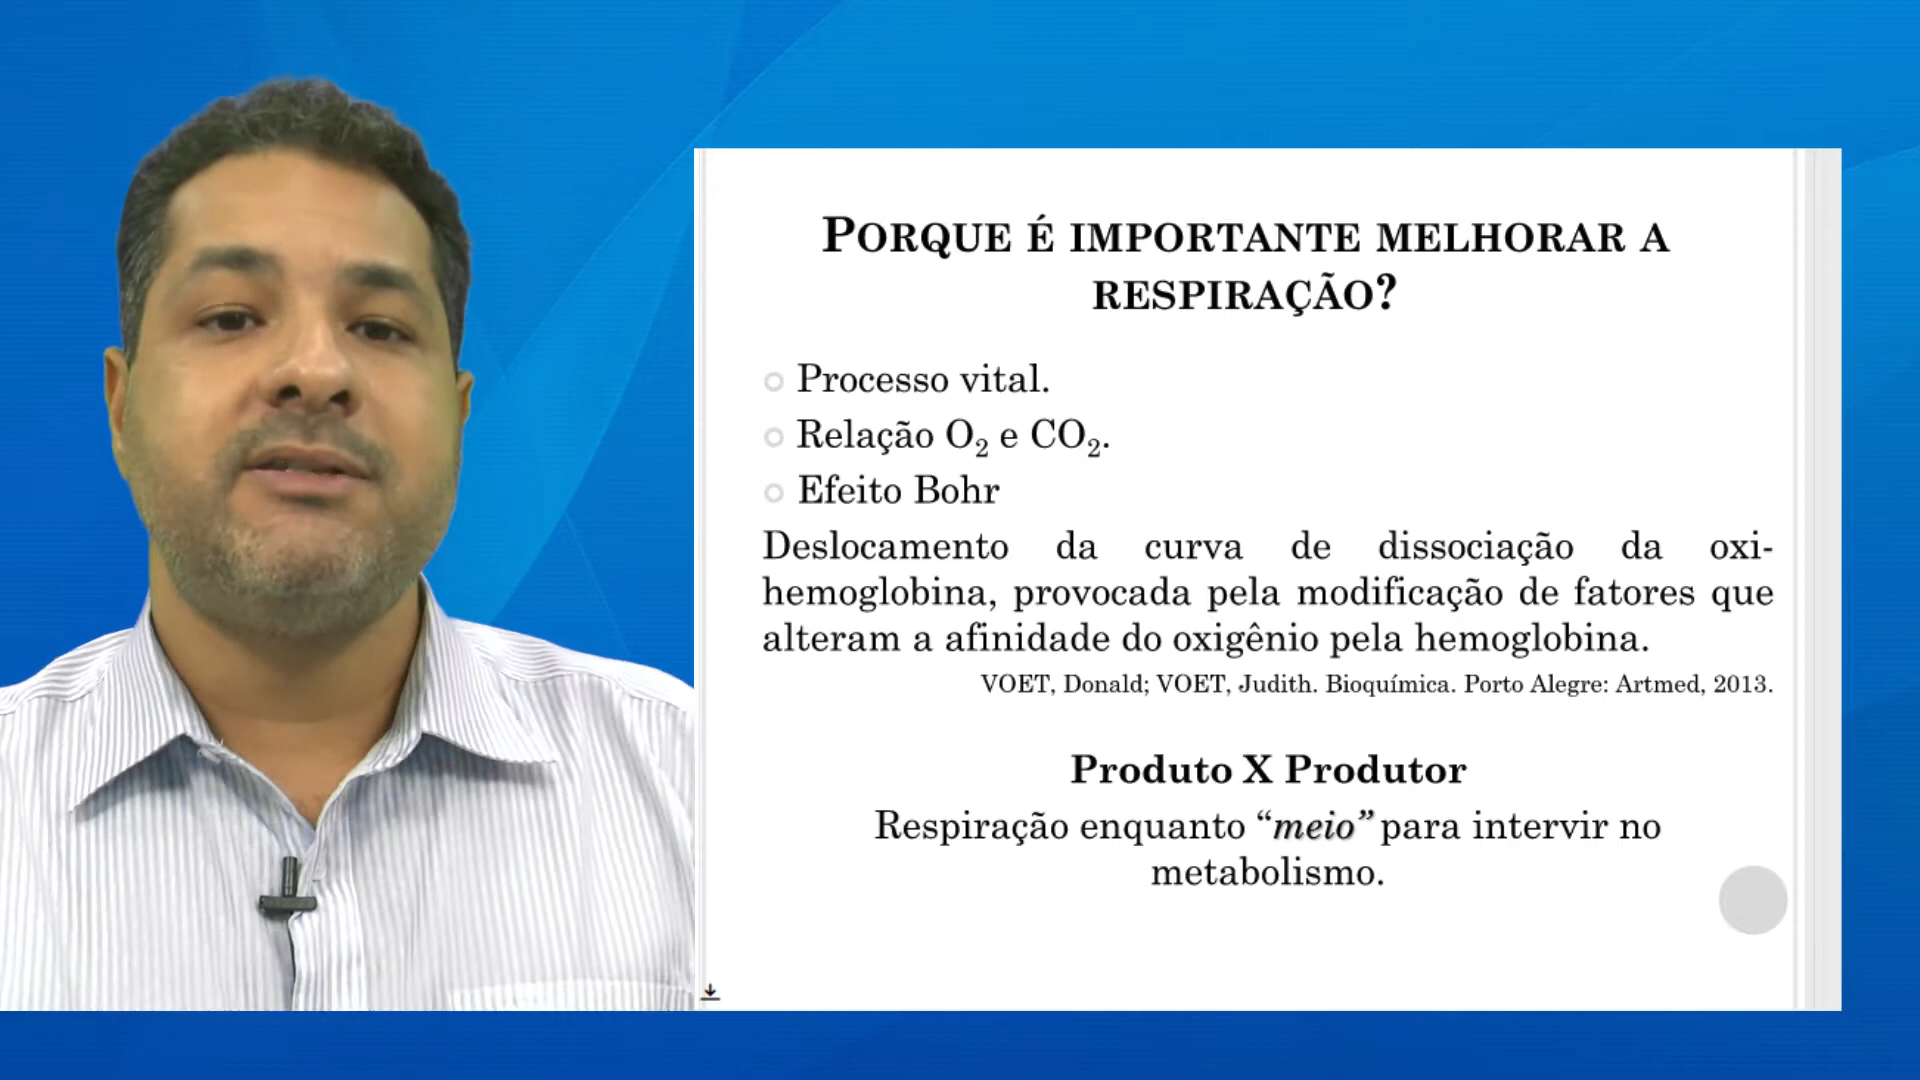 PORQUE É IMPORTANTE MELHORAR A
RESPIRAÇÃO?
Processo vital.
Relação O₂ e CO₂.
Efeito Bohr
Deslocamento da curva de dissociação da oxi-
hemoglobina, provocada pela modificação de fatores que
alteram a afinidade do oxigênio pela hemoglobina.
VOET, Donald; VOET, Judith. Bioquímica. Porto Alegre: Artmed, 2013.
Produto X Produtor
Respiração enquanto “meio” para intervir no
metabolismo.